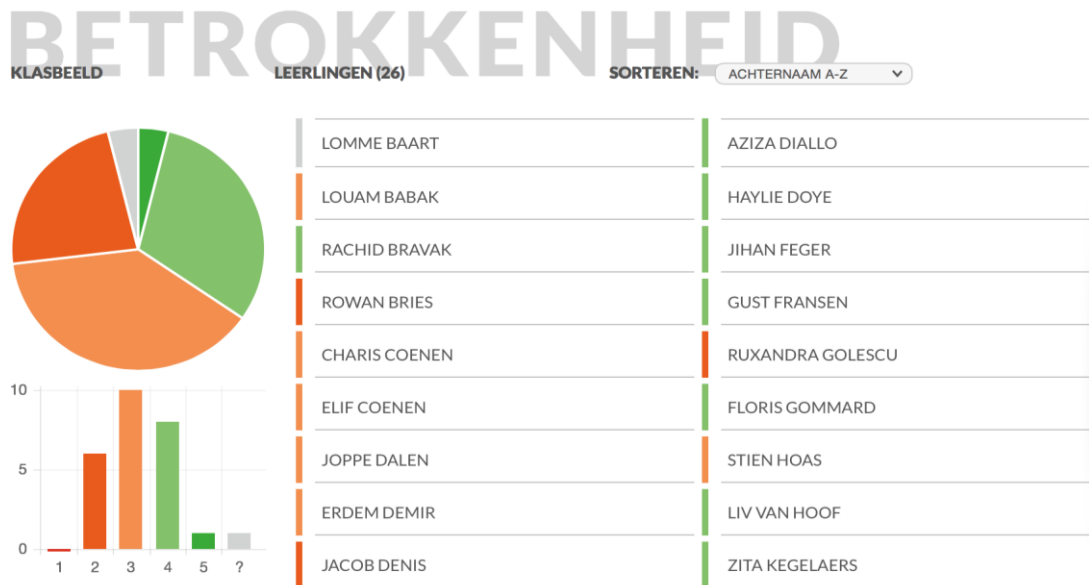 BETROKKENHEID
KLASBEELD
LEERLINGEN (26)
SORTEREN: ACHTERNAAM A-Z
LOMME BAART
LOUAM BABAK
RACHID BRAVAK
ROWAN BRIES
CHARIS COENEN
ELIF COENEN
JOPPE DALEN
ERDEM DEMIR
JACOB DENIS
AZIZA DIALLO
HAYLIE DOYE
JIHAN FEGER
GUST FRANSEN
RUXANDRA GOLESCU
FLORIS GOMMARD
STIEN HOAS
LIV VAN HOOF
ZITA KEGELAERS
10
5
0
1 2 3 4 5 ?